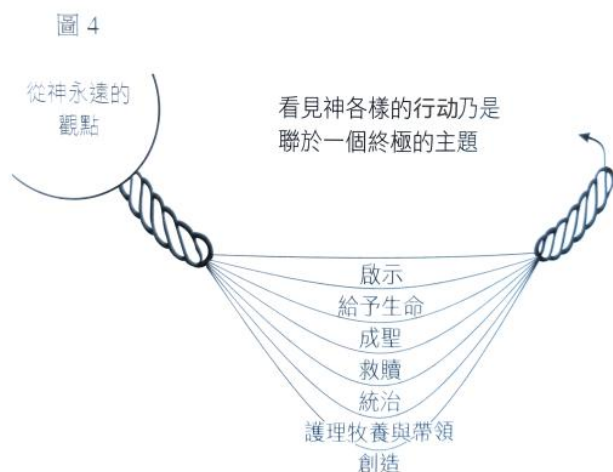 圖 4
從神永遠的
觀點
看見神各樣的行动乃是
聯於一個終極的主題
啟示
給予生命
成聖
救贖
統治
護理牧養與帶領
創造